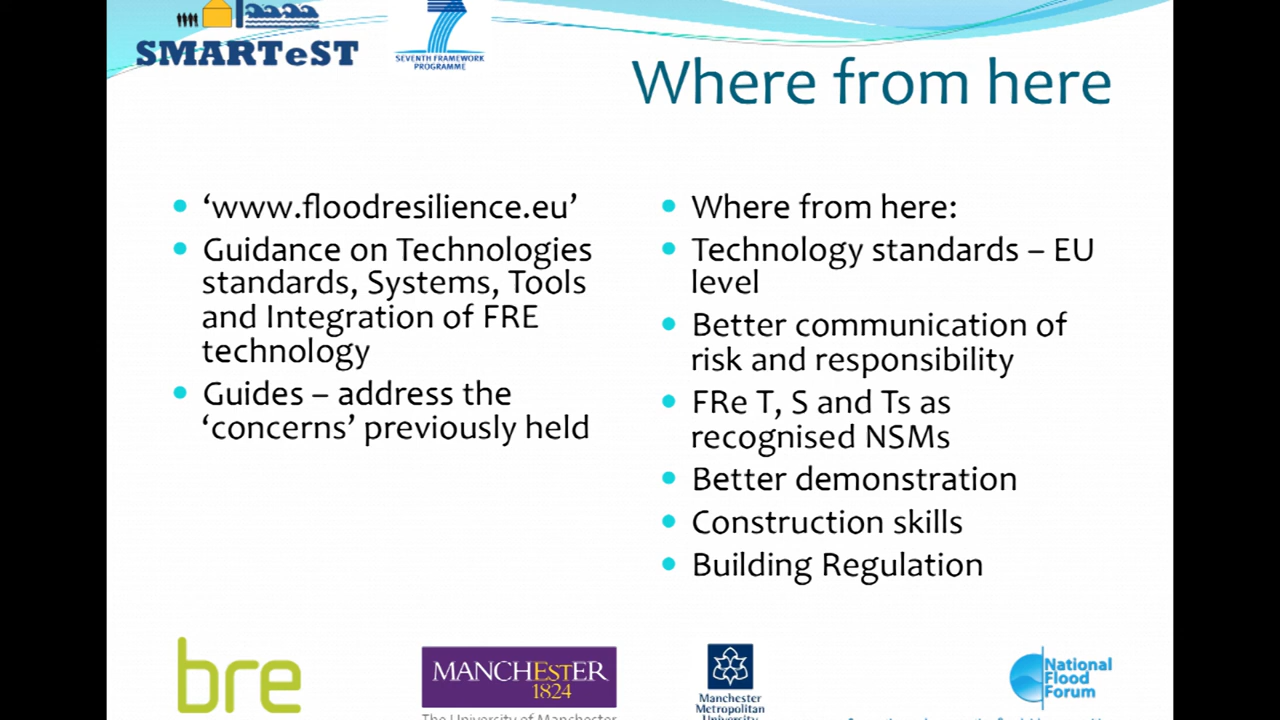 SMARTeST
SEVENTH FRAMEWORK
PROGRAMME
Where from here
‘www.floodresilience.eu’
Guidance on Technologies
standards, Systems, Tools
and Integration of FRE
technology
Guides – address the
‘concerns’ previously held
Where from here:
Technology standards – EU
level
Better communication of
risk and responsibility
FRe T, S and Ts as
recognised NSMs
Better demonstration
Construction skills
Building Regulation
bre
MANCHESTER
1824
The University of Manchester
Manchester
Metropolitan
University
National
Flood
Forum